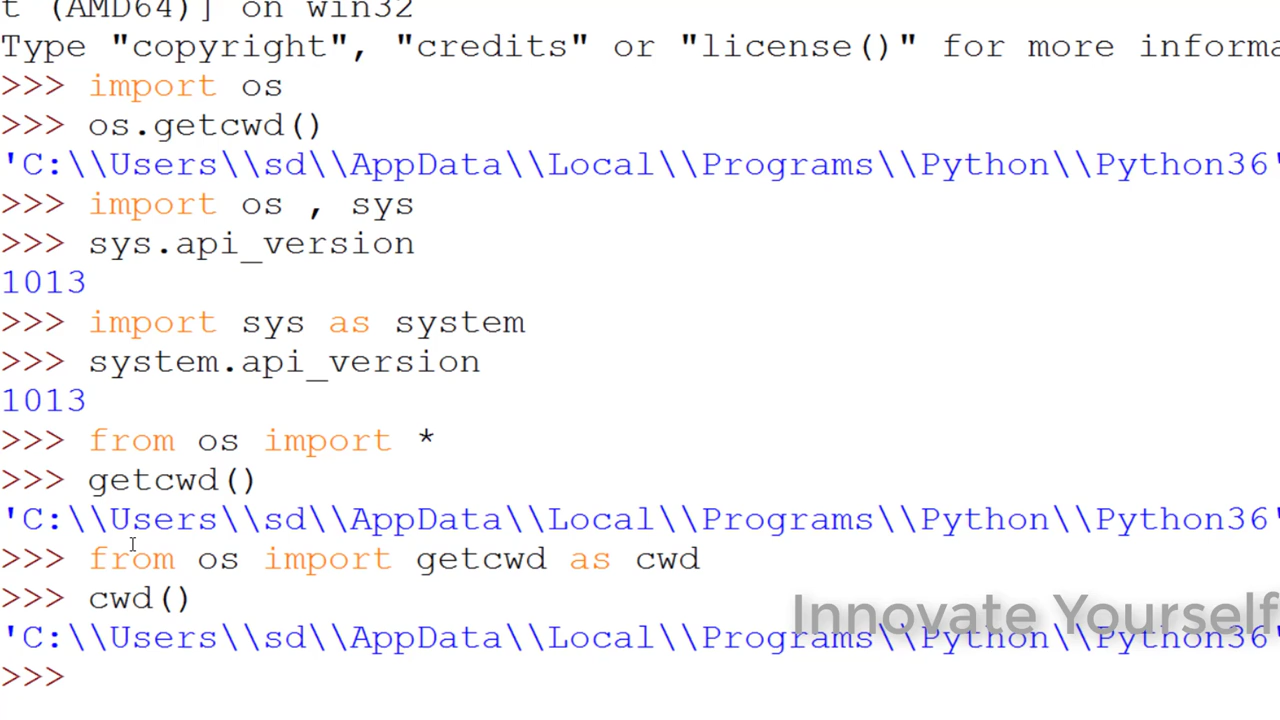 t (AMD64)] on win32
Type "copyright", "credits" or "license()" for more informa
>>> import os
>>> os.getcwd()
'C:\\Users\\sd\\AppData\\Local\\Programs\\Python\\Python36'
>>> import os , sys
>>> sys.api_version
1013
>>> import sys as system
>>> system.api_version
1013
>>> from os import *
>>> getcwd()
'C:\\Users\\sd\\AppData\\Local\\Programs\\Python\\Python36'
>>> from os import getcwd as cwd
>>> cwd()
Innovate Yourself
'C:\\Users\\sd\\AppData\\Local\\Programs\\Python\\Python36'
>>>